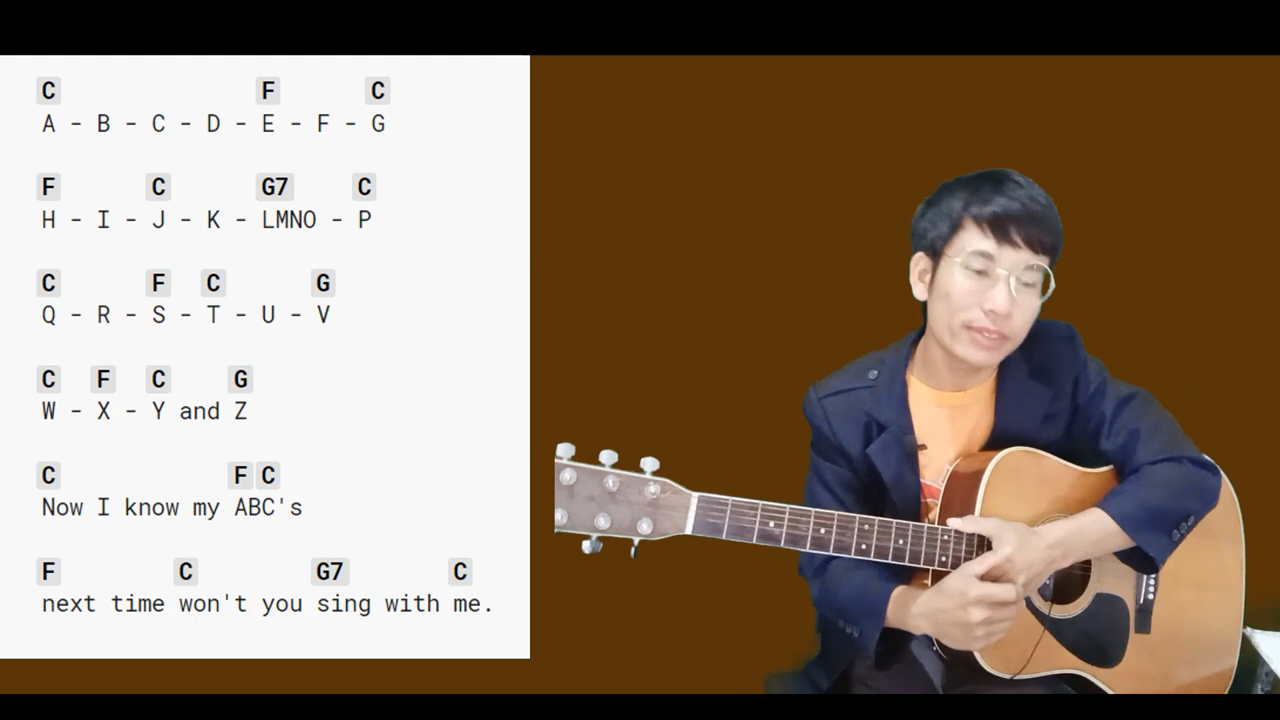 C F C
A - B - C - D - E - F - G
F C G7 C
H - I - J - K - LMNO - P
C F C G
Q - R - S - T - U - V
C F C G
W - X - Y and Z
C F C
Now I know my ABC's
F C G7 C
next time won't you sing with me.